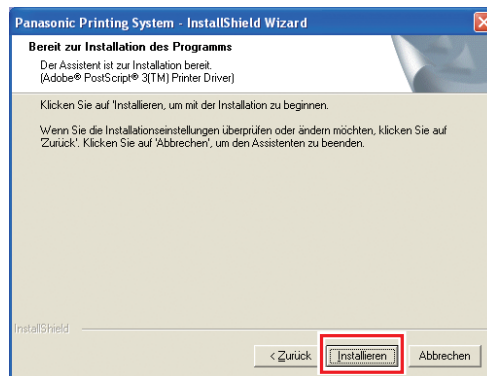 Panasonic Printing System - InstallShield Wizard
Bereit zur Installation des Programms
Der Assistent ist zur Installation bereit.
(Adobe® PostScript® 3(TM) Printer Driver)
Klicken Sie auf 'Installieren, um mit der Installation zu beginnen.
Wenn Sie die Installationseinstellungen überprüfen oder ändern möchten, klicken Sie auf
'Zurück'. Klicken Sie auf 'Abbrechen', um den Assistenten zu beenden.
InstallShield
< Zurück Installieren Abbrechen